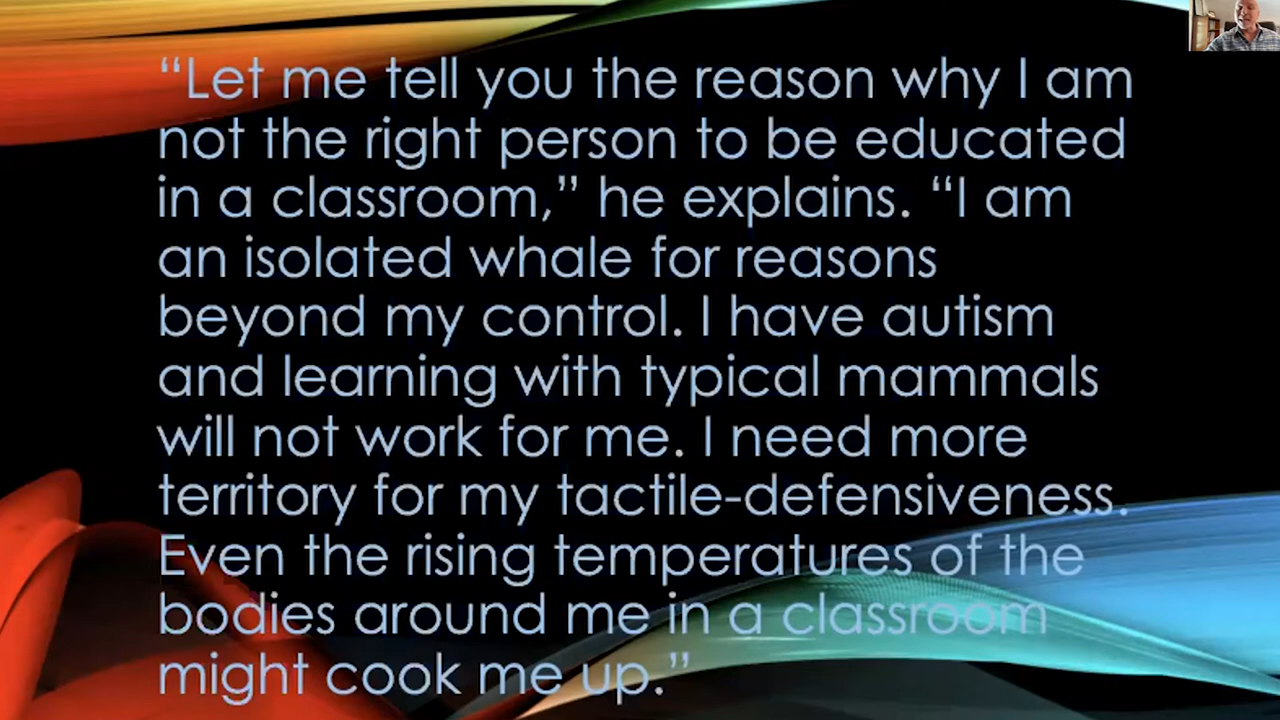 “Let me tell you the reason why I am
not the right person to be educated
in a classroom,” he explains. “I am
an isolated whale for reasons
beyond my control. I have autism
and learning with typical mammals
will not work for me. I need more
territory for my tactile-defensiveness.
Even the rising temperatures of the
bodies around me in a classroom
might cook me up.”